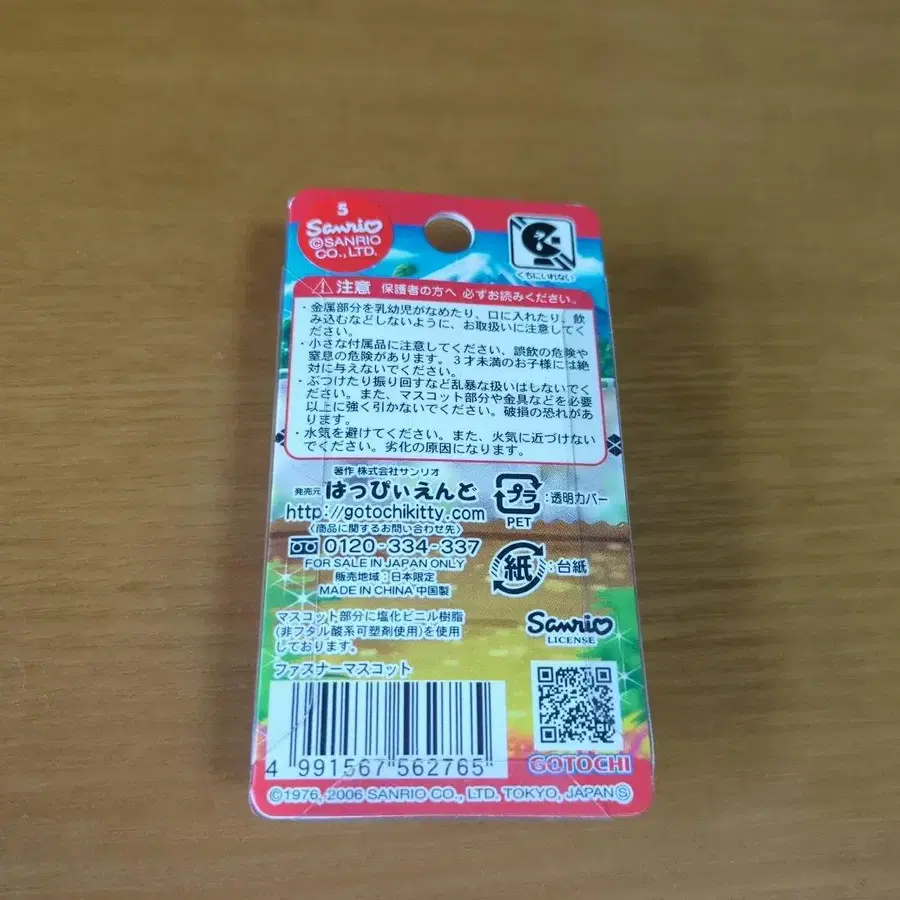 5
Sanrio
©SANRIO
CO., LTD.
くちにいれない
注意 保護者の方へ 必ずお読みください。
・金属部分を乳幼児がなめたり、口に入れたり、飲
み込むなどしないように、お取扱いに注意してく
ださい。
・小さな付属品に注意してください、誤飲の危険や
窒息の危険があります。3才未満のお子様には絶
対に与えないでください。
・ぶつけたり振り回すなど乱暴な扱いはしないでく
ださい。また、マスコット部分や金具などを必要
以上に強く引かないでください。破損の恐れがあ
ります。
・水気を避けてください。また、火気に近づけない
でください。劣化の原因になります。
著作 株式会社サンリオ
発売元 はっぴぃえんど
http://gotochikitty.com
〈商品に関するお問い合わせ先〉
0120-334-337
FOR SALE IN JAPAN ONLY
販売地域:日本限定
MADE IN CHINA 中国製
プラ :透明カバー
PET
紙 :台紙
マスコット部分に塩化ビニル樹脂
(非フタル酸系可塑剤使用)を使用
しております。
Sanrio
LICENSE
ファスナーマスコット
4 991567 562765
GOTOCHI
©1976, 2006 SANRIO CO., LTD. TOKYO, JAPAN Ⓢ